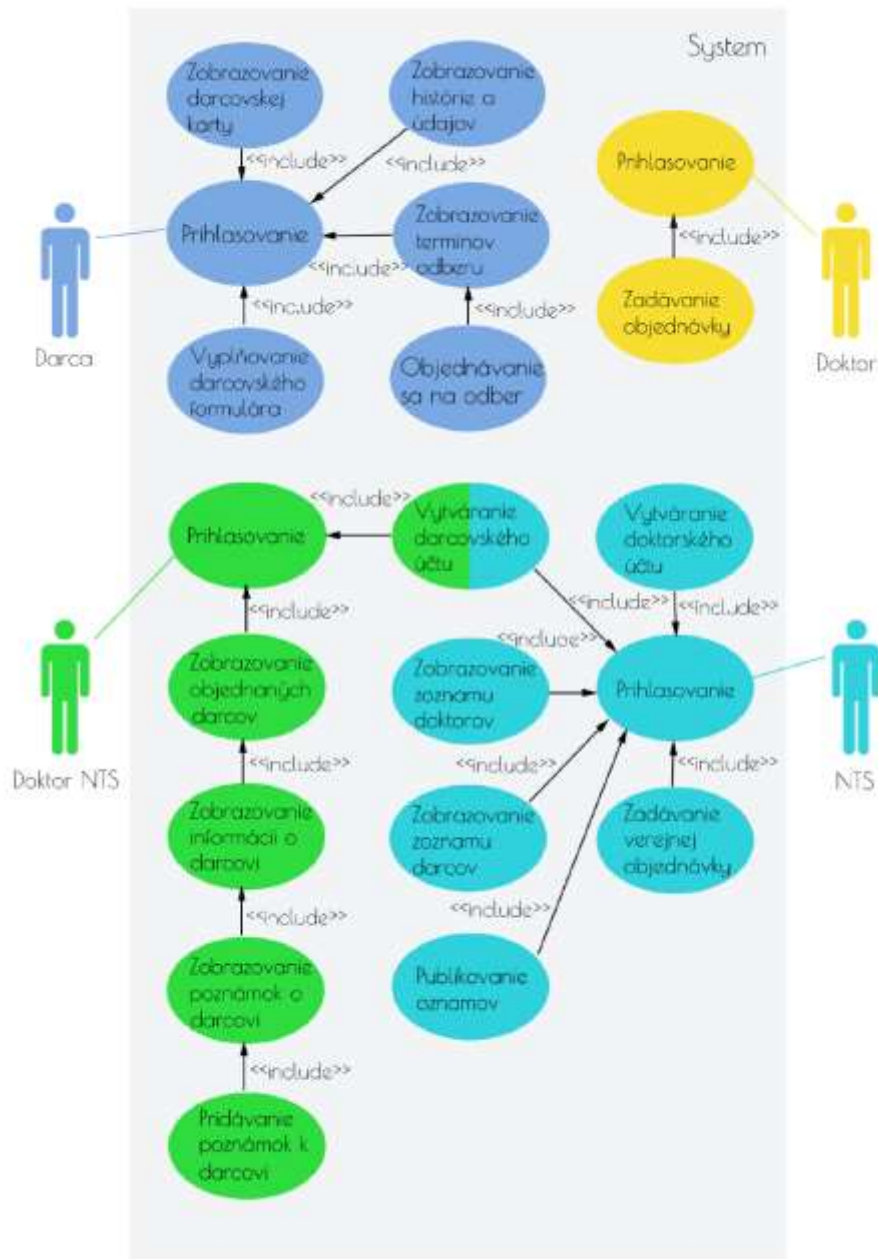 System
Zobrazovanie
darcovskej
karty
Zobrazovanie
histórie a
údajov
<<include>>
<<include>>
Prihlasovanie
Prihlasovanie
Zobrazovanie
termínov
odberu
<<include>>
<<include>>
<<include>>
<<include>>
Zadávanie
objednávky
Darca
Doktor
Vyplňovanie
darcovského
formulára
Objednávanie
sa na odber
Prihlasovanie
<<include>>
Vytváranie
darcovského
účtu
Vytváranie
doktorského
účtu
<<include>>
<<include>>
<<include>>
<<include>>
Zobrazovanie
objednaných
darcov
Zobrazovanie
zoznamu
doktorov
Prihlasovanie
Doktor NTS
NTS
<<include>>
<<include>>
<<include>>
Zobrazovanie
informácii o
darcovi
Zobrazovanie
zoznamu
darcov
Zadávanie
verejnej
objednávky
<<include>>
<<include>>
Zobrazovanie
poznámok o
darcovi
Publikovanie
oznamov
<<include>>
Pridávanie
poznámok k
darcovi